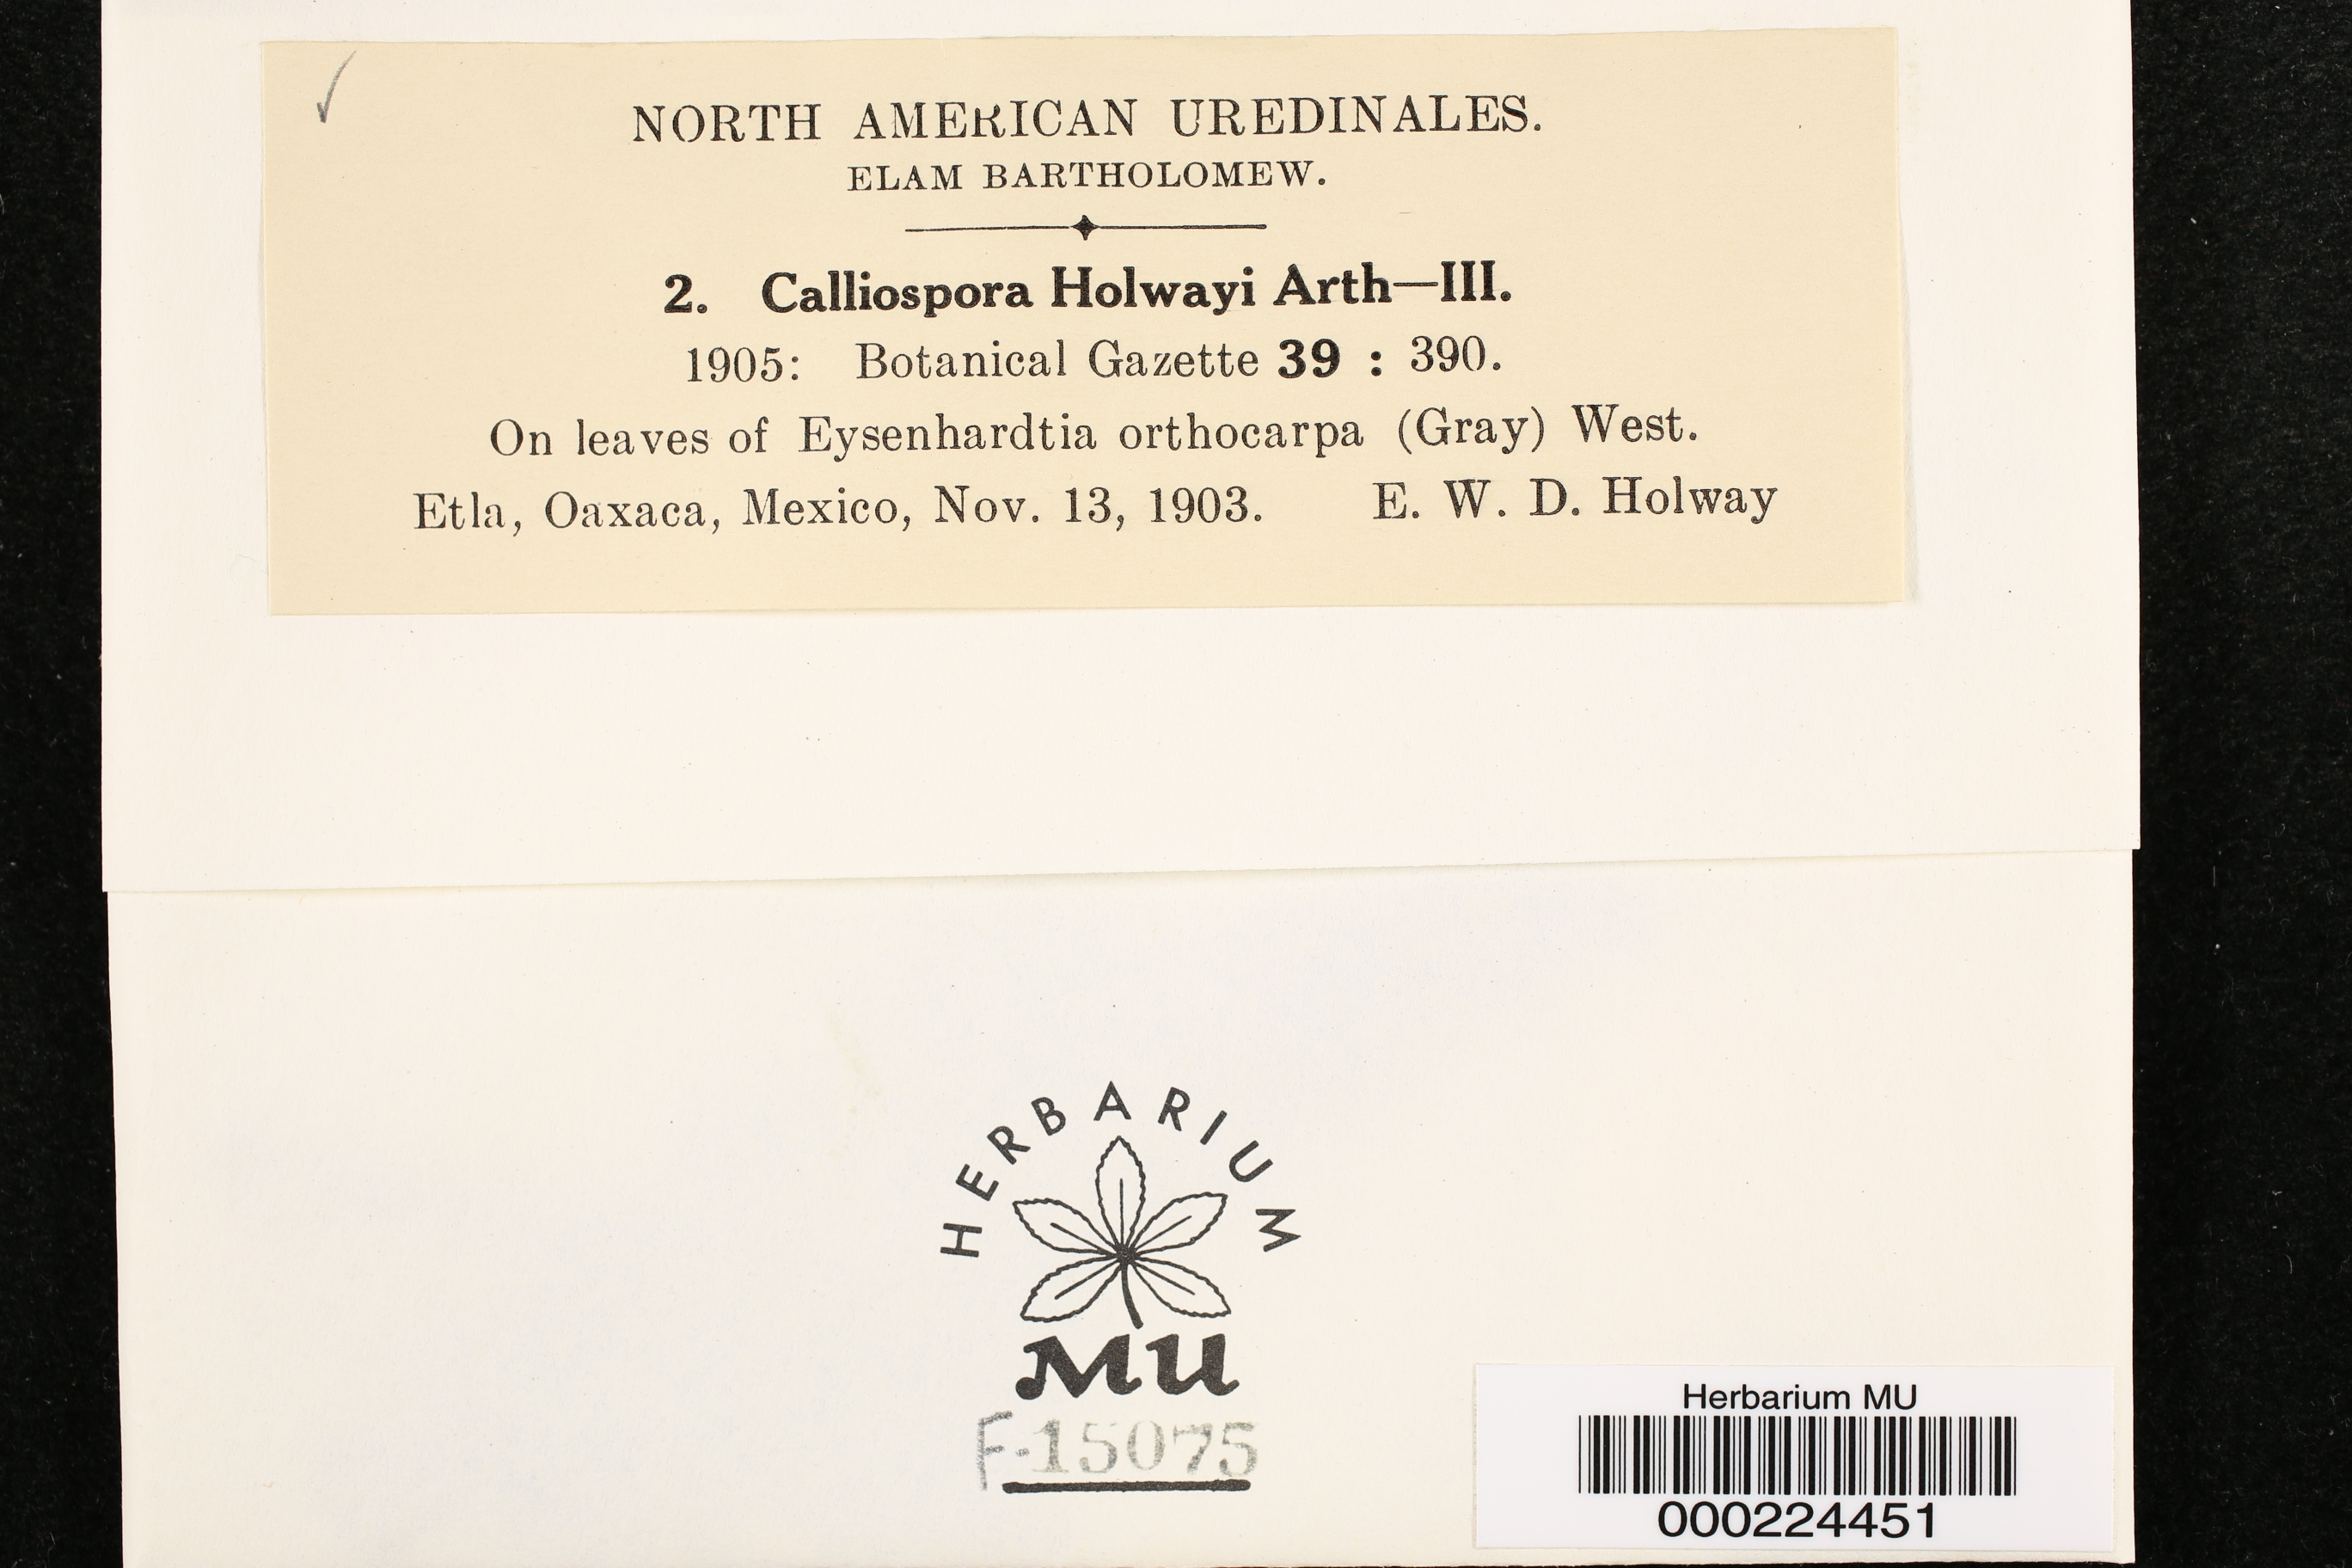 NORTH AMERICAN UREDINALES.
ELAM BARTHOLOMEW.
2. Calliospora Holwayi Arth—III.
1905: Botanical Gazette 39 : 390.
On leaves of Eysenhardtia orthocarpa (Gray) West.
Etla, Oaxaca, Mexico, Nov. 13, 1903. E. W. D. Holway
HERBARIUM
MU
F-15075
Herbarium MU
000224451